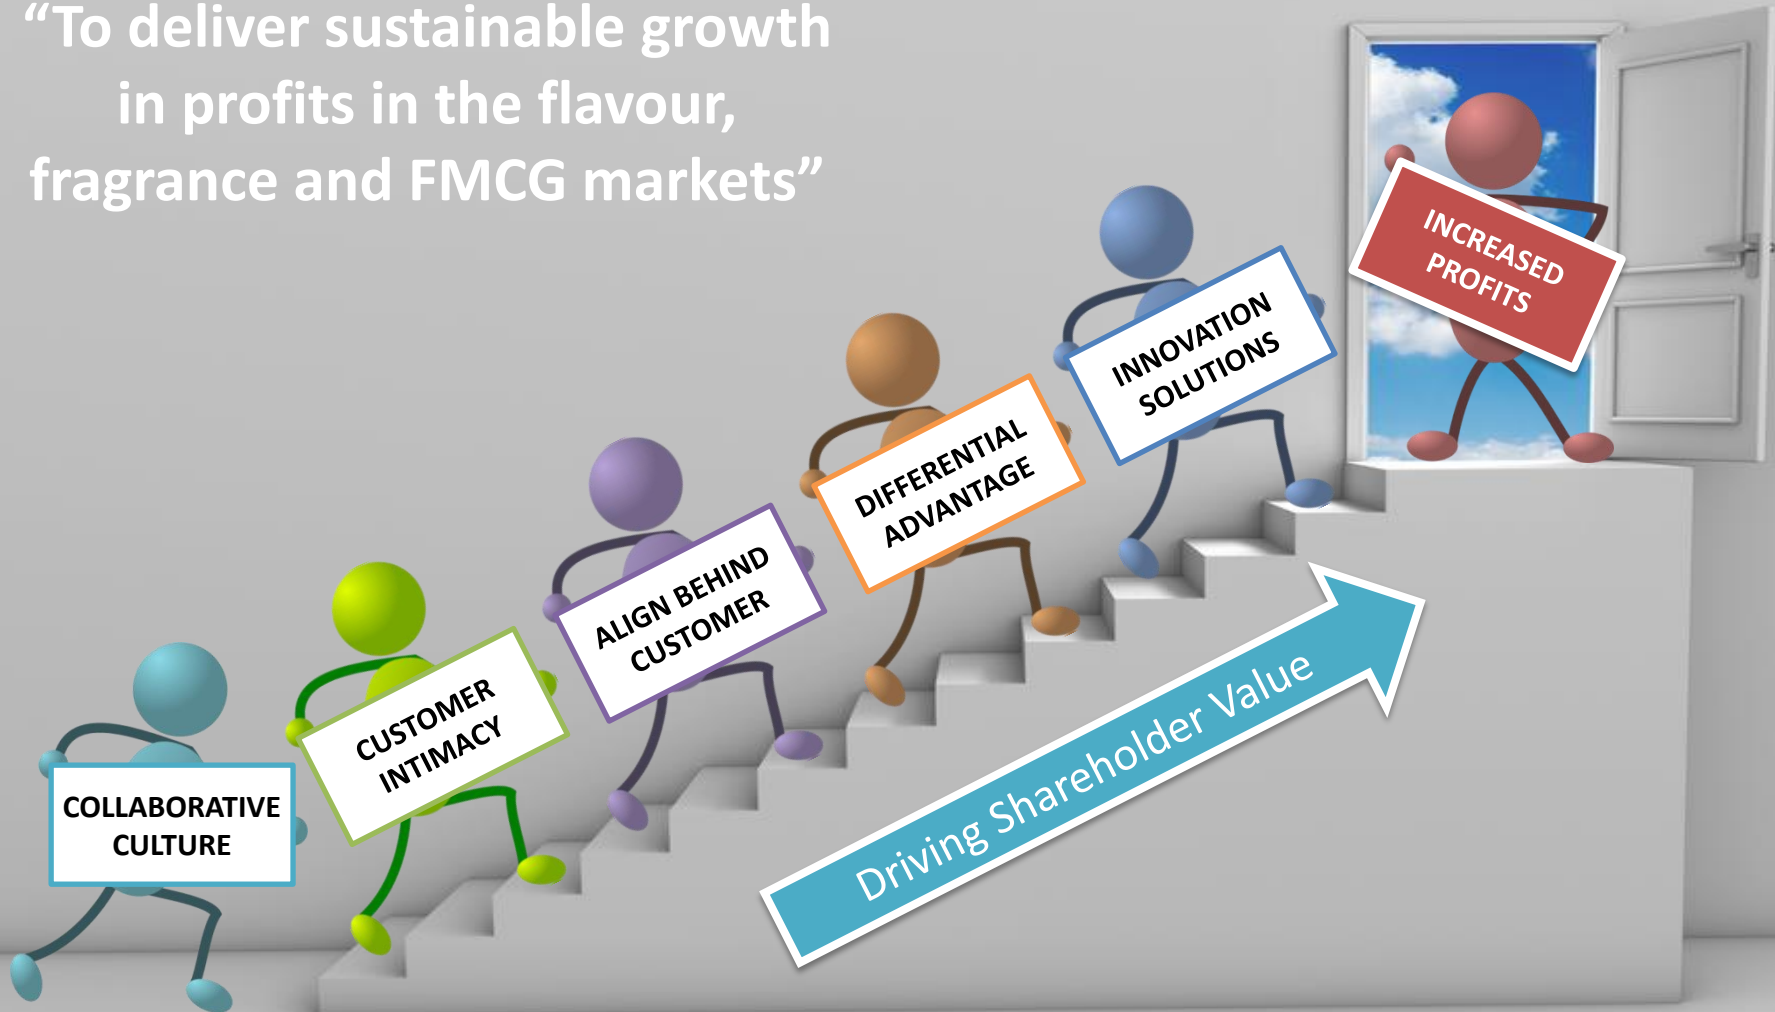 “To deliver sustainable growth
in profits in the flavour,
fragrance and FMCG markets”
INCREASED
PROFITS
INNOVATION
SOLUTIONS
DIFFERENTIAL
ADVANTAGE
ALIGN BEHIND
CUSTOMER
CUSTOMER
INTIMACY
COLLABORATIVE
CULTURE
Driving Shareholder Value